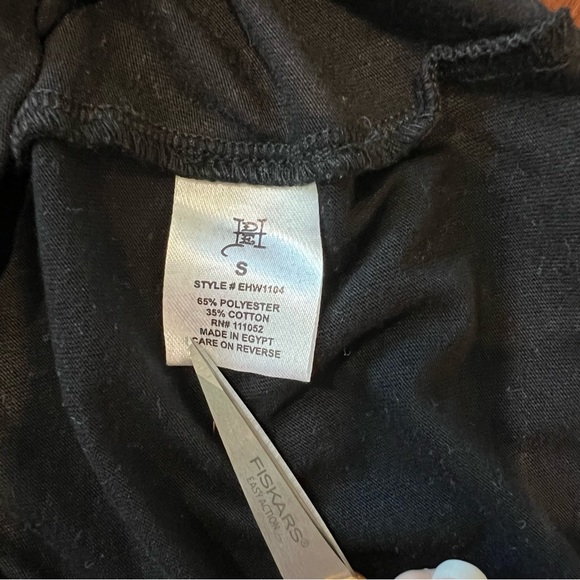 S
STYLE # EHW1104
65% POLYESTER
35% COTTON
RN# 111052
MADE IN EGYPT
CARE ON REVERSE
FISKARS®
EASY ACTION